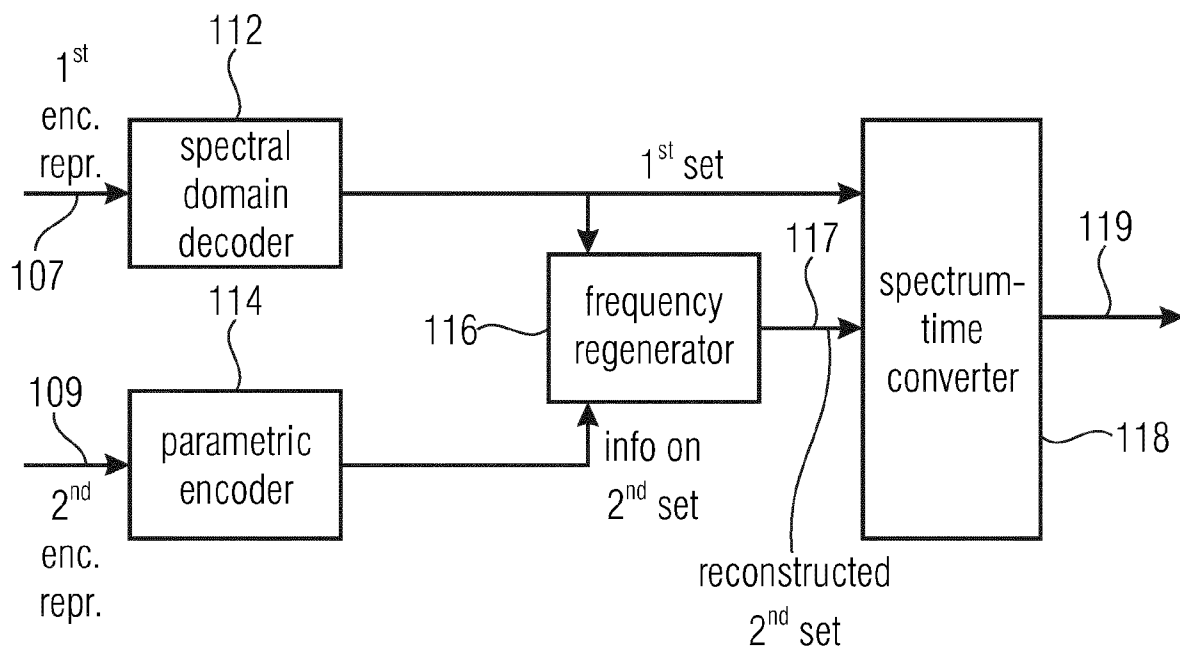 112
1st
enc.
repr.
107
spectral
domain
decoder
1st set
114
116
frequency
regenerator
117
spectrum-
time
converter
119
118
109
2nd
enc.
repr.
parametric
encoder
info on
2nd set
reconstructed
2nd set